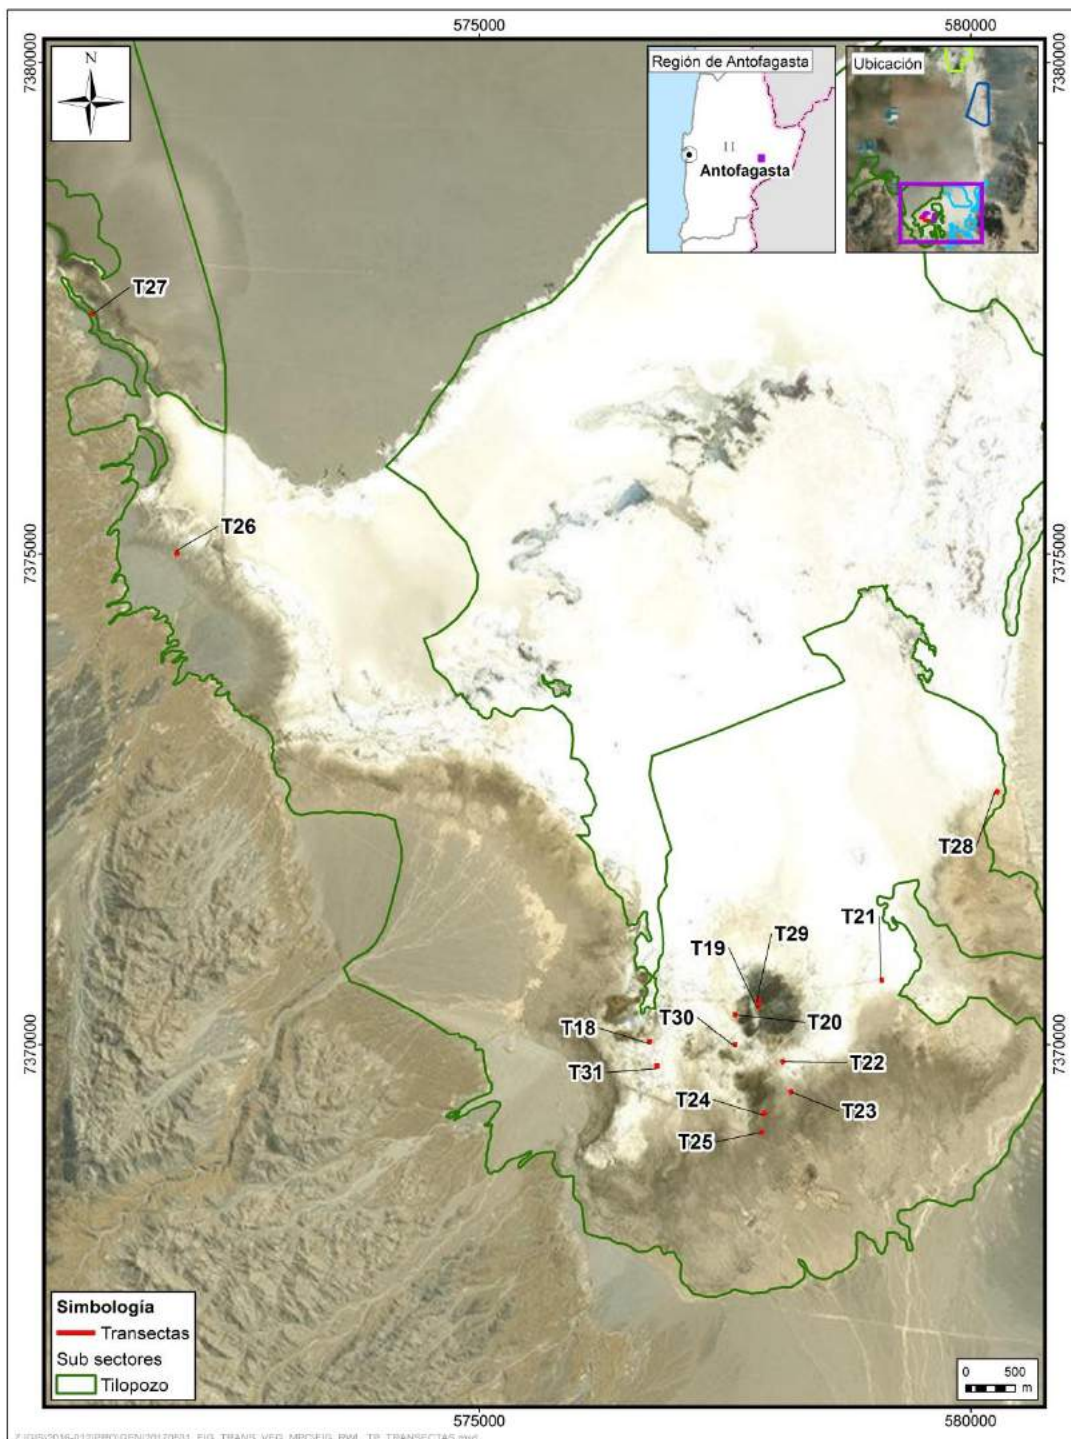 575000
580000
7380000
7380000
N
Región de Antofagasta
II
Antofagasta
Ubicación
T27
T26
7375000
7375000
T28
T21
T29
T19
T20
T30
T18
T22
T31
T23
T24
T25
7370000
7370000
Simbología
Transectas
Sub sectores
Tilopozo
0 500
m
575000
580000